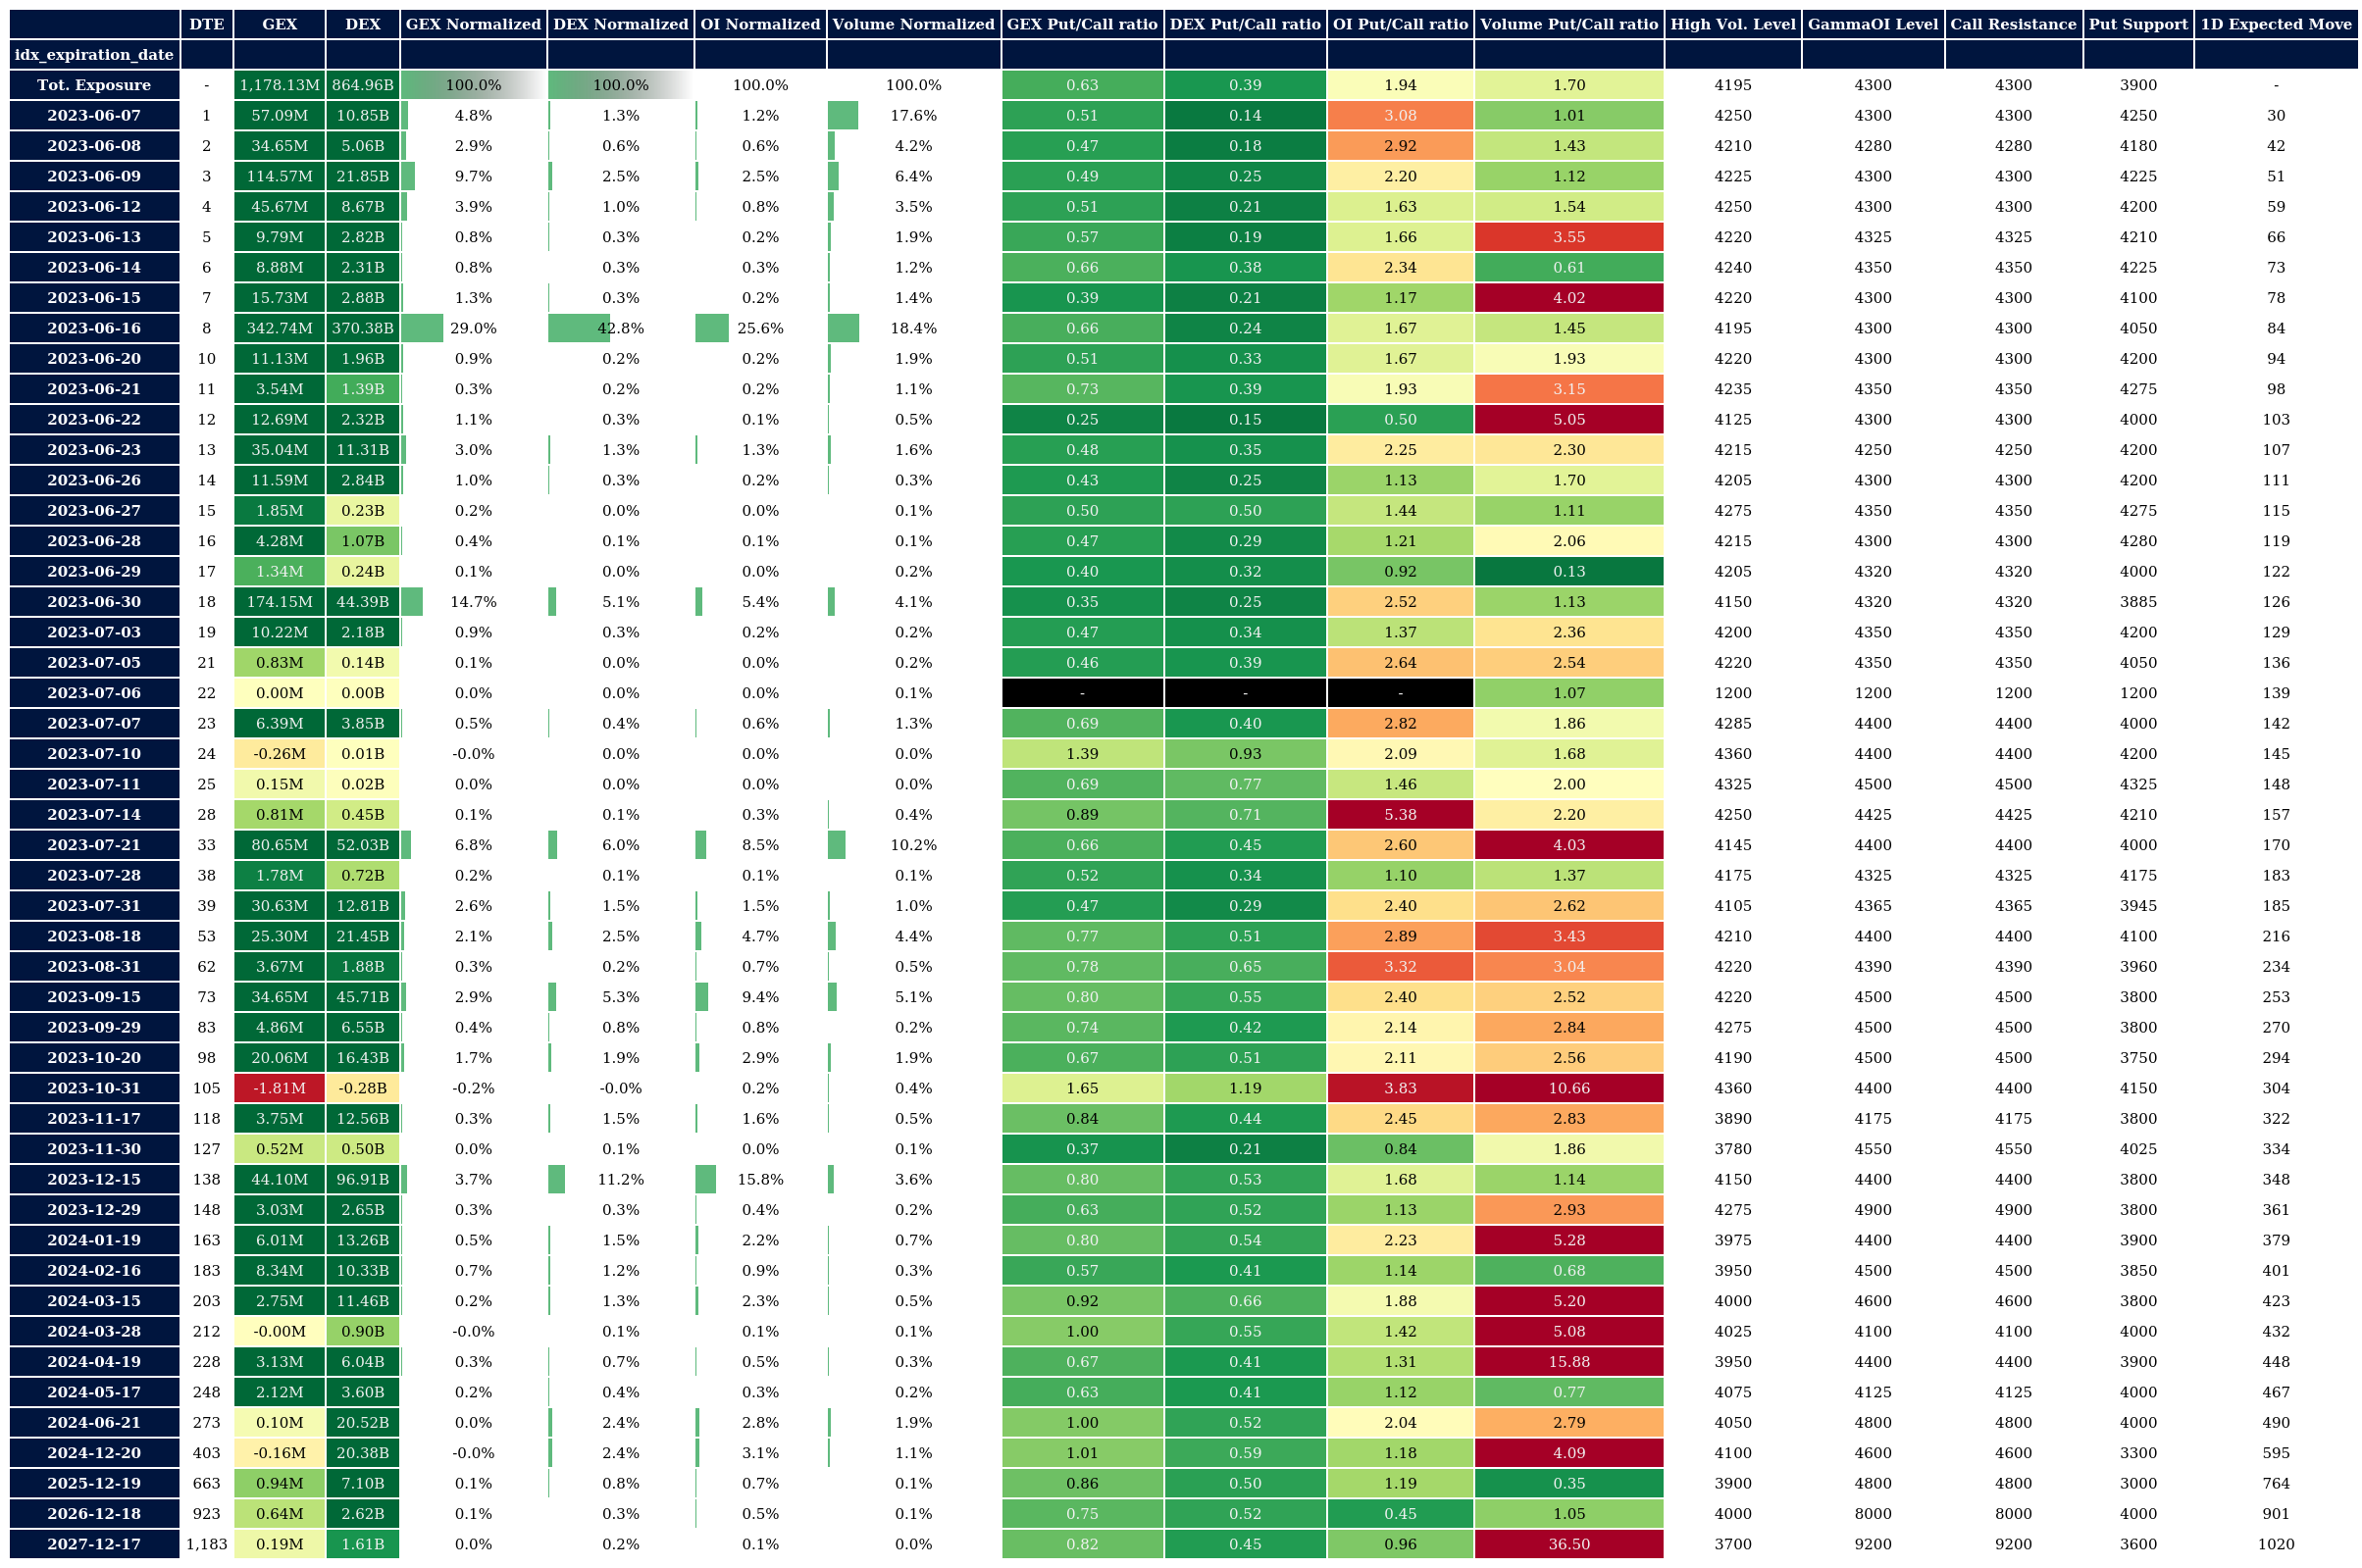 DTE GEX DEX GEX Normalized DEX Normalized OI Normalized Volume Normalized GEX Put/Call ratio DEX Put/Call ratio OI Put/Call ratio Volume Put/Call ratio High Vol. Level GammaOI Level Call Resistance Put Support 1D Expected Move
idx_expiration_date
Tot. Exposure - 1,178.13M 864.96B 100.0% 100.0% 100.0% 100.0% 0.63 0.39 1.94 1.70 4195 4300 4300 3900 -
2023-06-07 1 57.09M 10.85B 4.8% 1.3% 1.2% 17.6% 0.51 0.14 3.08 1.01 4250 4300 4300 4250 30
2023-06-08 2 34.65M 5.06B 2.9% 0.6% 0.6% 4.2% 0.47 0.18 2.92 1.43 4210 4280 4280 4180 42
2023-06-09 3 114.57M 21.85B 9.7% 2.5% 2.5% 6.4% 0.49 0.25 2.20 1.12 4225 4300 4300 4225 51
2023-06-12 4 45.67M 8.67B 3.9% 1.0% 0.8% 3.5% 0.51 0.21 1.63 1.54 4250 4300 4300 4200 59
2023-06-13 5 9.79M 2.82B 0.8% 0.3% 0.2% 1.9% 0.57 0.19 1.66 3.55 4220 4325 4325 4210 66
2023-06-14 6 8.88M 2.31B 0.8% 0.3% 0.3% 1.2% 0.66 0.38 2.34 0.61 4240 4350 4350 4225 73
2023-06-15 7 15.73M 2.88B 1.3% 0.3% 0.2% 1.4% 0.39 0.21 1.17 4.02 4220 4300 4300 4100 78
2023-06-16 8 342.74M 370.38B 29.0% 42.8% 25.6% 18.4% 0.66 0.24 1.67 1.45 4195 4300 4300 4050 84
2023-06-20 10 11.13M 1.96B 0.9% 0.2% 0.2% 1.9% 0.51 0.33 1.67 1.93 4220 4300 4300 4200 94
2023-06-21 11 3.54M 1.39B 0.3% 0.2% 0.2% 1.1% 0.73 0.39 1.93 3.15 4235 4350 4350 4275 98
2023-06-22 12 12.69M 2.32B 1.1% 0.3% 0.1% 0.5% 0.25 0.15 0.50 5.05 4125 4300 4300 4000 103
2023-06-23 13 35.04M 11.31B 3.0% 1.3% 1.3% 1.6% 0.48 0.35 2.25 2.30 4215 4250 4250 4200 107
2023-06-26 14 11.59M 2.84B 1.0% 0.3% 0.2% 0.3% 0.43 0.25 1.13 1.70 4205 4300 4300 4200 111
2023-06-27 15 1.85M 0.23B 0.2% 0.0% 0.0% 0.1% 0.50 0.50 1.44 1.11 4275 4350 4350 4275 115
2023-06-28 16 4.28M 1.07B 0.4% 0.1% 0.1% 0.1% 0.47 0.29 1.21 2.06 4215 4300 4300 4280 119
2023-06-29 17 1.34M 0.24B 0.1% 0.0% 0.0% 0.2% 0.40 0.32 0.92 0.13 4205 4320 4320 4000 122
2023-06-30 18 174.15M 44.39B 14.7% 5.1% 5.4% 4.1% 0.35 0.25 2.52 1.13 4150 4320 4320 3885 126
2023-07-03 19 10.22M 2.18B 0.9% 0.3% 0.2% 0.2% 0.47 0.34 1.37 2.36 4200 4350 4350 4200 129
2023-07-05 21 0.83M 0.14B 0.1% 0.0% 0.0% 0.2% 0.46 0.39 2.64 2.54 4220 4350 4350 4050 136
2023-07-06 22 0.00M 0.00B 0.0% 0.0% 0.0% 0.1% - - - 1.07 1200 1200 1200 1200 139
2023-07-07 23 6.39M 3.85B 0.5% 0.4% 0.6% 1.3% 0.69 0.40 2.82 1.86 4285 4400 4400 4000 142
2023-07-10 24 -0.26M 0.01B -0.0% 0.0% 0.0% 0.0% 1.39 0.93 2.09 1.68 4360 4400 4400 4200 145
2023-07-11 25 0.15M 0.02B 0.0% 0.0% 0.0% 0.0% 0.69 0.77 1.46 2.00 4325 4500 4500 4325 148
2023-07-14 28 0.81M 0.45B 0.1% 0.1% 0.3% 0.4% 0.89 0.71 5.38 2.20 4250 4425 4425 4210 157
2023-07-21 33 80.65M 52.03B 6.8% 6.0% 8.5% 10.2% 0.66 0.45 2.60 4.03 4145 4400 4400 4000 170
2023-07-28 38 1.78M 0.72B 0.2% 0.1% 0.1% 0.1% 0.52 0.34 1.10 1.37 4175 4325 4325 4175 183
2023-07-31 39 30.63M 12.81B 2.6% 1.5% 1.5% 1.0% 0.47 0.29 2.40 2.62 4105 4365 4365 3945 185
2023-08-18 53 25.30M 21.45B 2.1% 2.5% 4.7% 4.4% 0.77 0.51 2.89 3.43 4210 4400 4400 4100 216
2023-08-31 62 3.67M 1.88B 0.3% 0.2% 0.7% 0.5% 0.78 0.65 3.32 3.04 4220 4390 4390 3960 234
2023-09-15 73 34.65M 45.71B 2.9% 5.3% 9.4% 5.1% 0.80 0.55 2.40 2.52 4220 4500 4500 3800 253
2023-09-29 83 4.86M 6.55B 0.4% 0.8% 0.8% 0.2% 0.74 0.42 2.14 2.84 4275 4500 4500 3800 270
2023-10-20 98 20.06M 16.43B 1.7% 1.9% 2.9% 1.9% 0.67 0.51 2.11 2.56 4190 4500 4500 3750 294
2023-10-31 105 -1.81M -0.28B -0.2% -0.0% 0.2% 0.4% 1.65 1.19 3.83 10.66 4360 4400 4400 4150 304
2023-11-17 118 3.75M 12.56B 0.3% 1.5% 1.6% 0.5% 0.84 0.44 2.45 2.83 3890 4175 4175 3800 322
2023-11-30 127 0.52M 0.50B 0.0% 0.1% 0.0% 0.1% 0.37 0.21 0.84 1.86 3780 4550 4550 4025 334
2023-12-15 138 44.10M 96.91B 3.7% 11.2% 15.8% 3.6% 0.80 0.53 1.68 1.14 4150 4400 4400 3800 348
2023-12-29 148 3.03M 2.65B 0.3% 0.3% 0.4% 0.2% 0.63 0.52 1.13 2.93 4275 4900 4900 3800 361
2024-01-19 163 6.01M 13.26B 0.5% 1.5% 2.2% 0.7% 0.80 0.54 2.23 5.28 3975 4400 4400 3900 379
2024-02-16 183 8.34M 10.33B 0.7% 1.2% 0.9% 0.3% 0.57 0.41 1.14 0.68 3950 4500 4500 3850 401
2024-03-15 203 2.75M 11.46B 0.2% 1.3% 2.3% 0.5% 0.92 0.66 1.88 5.20 4000 4600 4600 3800 423
2024-03-28 212 -0.00M 0.90B -0.0% 0.1% 0.1% 0.1% 1.00 0.55 1.42 5.08 4025 4100 4100 4000 432
2024-04-19 228 3.13M 6.04B 0.3% 0.7% 0.5% 0.3% 0.67 0.41 1.31 15.88 3950 4400 4400 3900 448
2024-05-17 248 2.12M 3.60B 0.2% 0.4% 0.3% 0.2% 0.63 0.41 1.12 0.77 4075 4125 4125 4000 467
2024-06-21 273 0.10M 20.52B 0.0% 2.4% 2.8% 1.9% 1.00 0.52 2.04 2.79 4050 4800 4800 4000 490
2024-12-20 403 -0.16M 20.38B -0.0% 2.4% 3.1% 1.1% 1.01 0.59 1.18 4.09 4100 4600 4600 3300 595
2025-12-19 663 0.94M 7.10B 0.1% 0.8% 0.7% 0.1% 0.86 0.50 1.19 0.35 3900 4800 4800 3000 764
2026-12-18 923 0.64M 2.62B 0.1% 0.3% 0.5% 0.1% 0.75 0.52 0.45 1.05 4000 8000 8000 4000 901
2027-12-17 1,183 0.19M 1.61B 0.0% 0.2% 0.1% 0.0% 0.82 0.45 0.96 36.50 3700 9200 9200 3600 1020